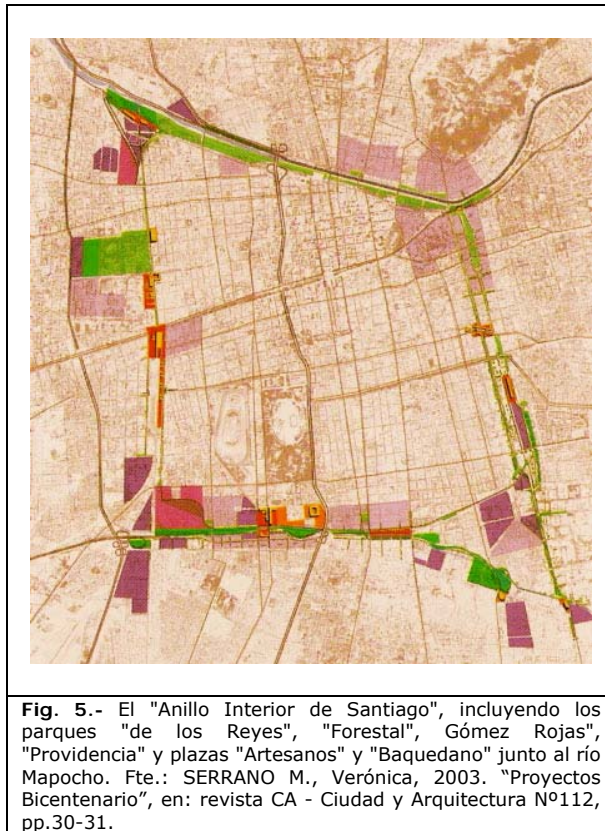 Fig. 5.- El "Anillo Interior de Santiago", incluyendo los
parques "de los Reyes", "Forestal", Gómez Rojas",
"Providencia" y plazas "Artesanos" y "Baquedano" junto al río
Mapocho. Fte.: SERRANO M., Verónica, 2003. “Proyectos
Bicentenario”, en: revista CA - Ciudad y Arquitectura Nº112,
pp.30-31.